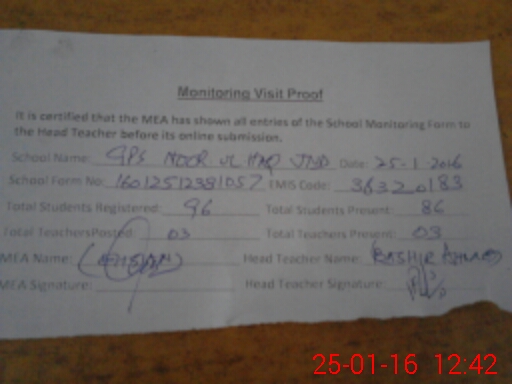 Monitoring Visit Proof
It is certified that the MEA has shown all entries of the School Monitoring Form to
the Head Teacher before its online submission.
School Name: GPS NOOR UL HAQ Date: 25-1-2016
School Form No: 16012512381057 EMIS Code: 36320183
Total Students Registered: 96 Total Students Present: 86
Total TeachersPosted: 03 Total Teachers Present: 03
MEA Name: Head Teacher Name: BASHIR AHMAD
MEA Signature: Head Teacher Signature:
25-01-16 12:42